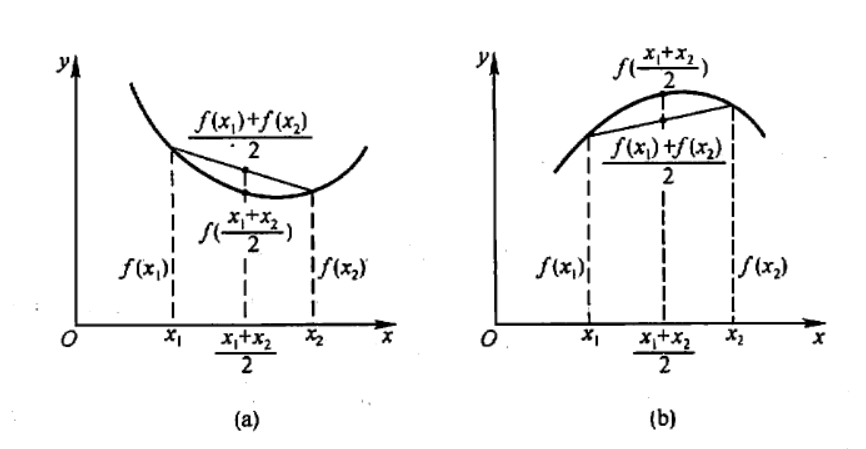 y
f(x₁)+f(x₂)
2
f(x₁+x₂
2)
f(x₁)
f(x₂)
O
x₁
x₁+x₂
2
x₂
x
(a)
y
f(x₁+x₂
2)
f(x₁)+f(x₂)
2
f(x₁)
f(x₂)
O
x₁
x₁+x₂
2
x₂
x
(b)